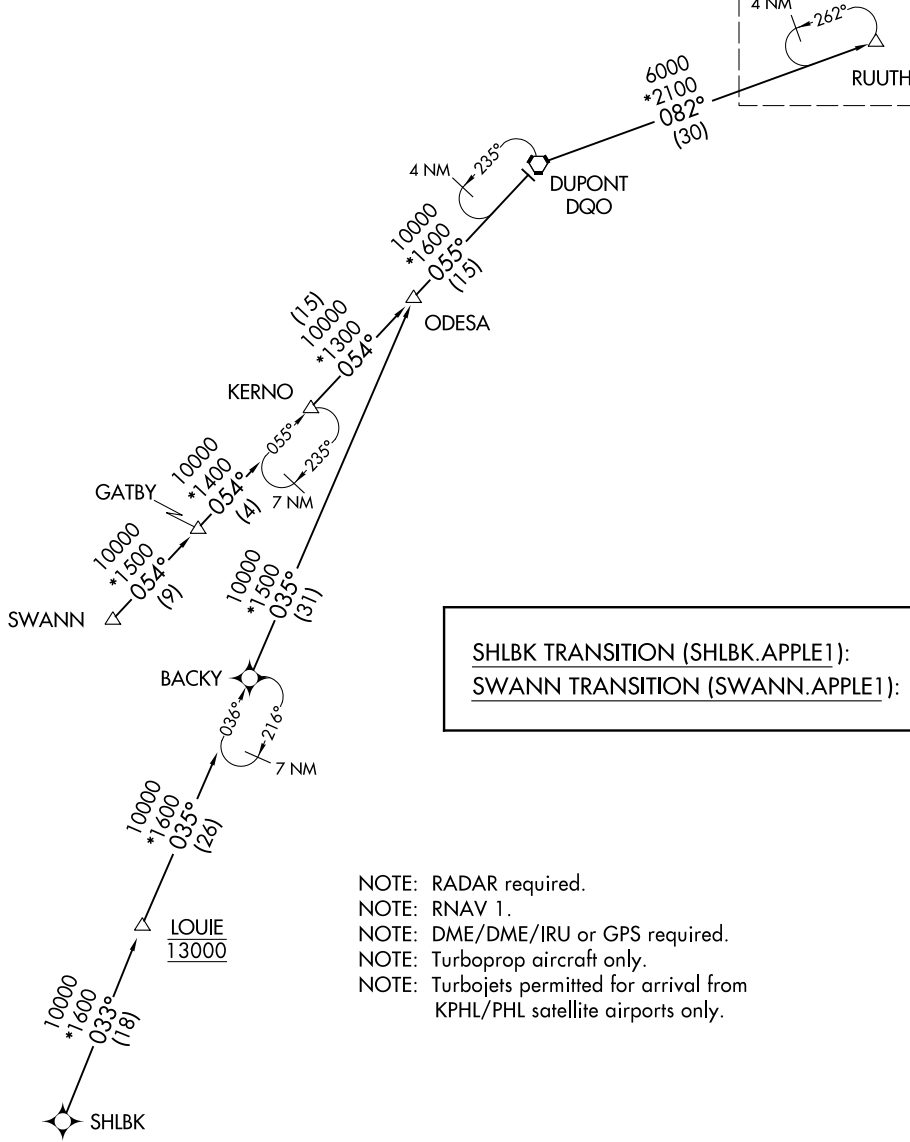 4 NM
262°
RUUTH
6000
*2100
082°
(30)
4 NM
235°
DUPONT
DQO
10000
*1600
055°
(15)
ODESA
(15)
10000
*1300
054°
KERNO
055°
235°
7 NM
10000
*1400
054°
(4)
GATBY
10000
*1500
054°
(9)
SWANN
10000
*1500
035°
(31)
SHLBK TRANSITION (SHLBK.APPLE1):
SWANN TRANSITION (SWANN.APPLE1):
BACKY
036°
216°
7 NM
10000
*1600
035°
(26)
LOUIE
13000
NOTE: RADAR required.
NOTE: RNAV 1.
NOTE: DME/DME/IRU or GPS required.
NOTE: Turboprop aircraft only.
NOTE: Turbojets permitted for arrival from
KPHL/PHL satellite airports only.
10000
*1600
033°
(18)
SHLBK